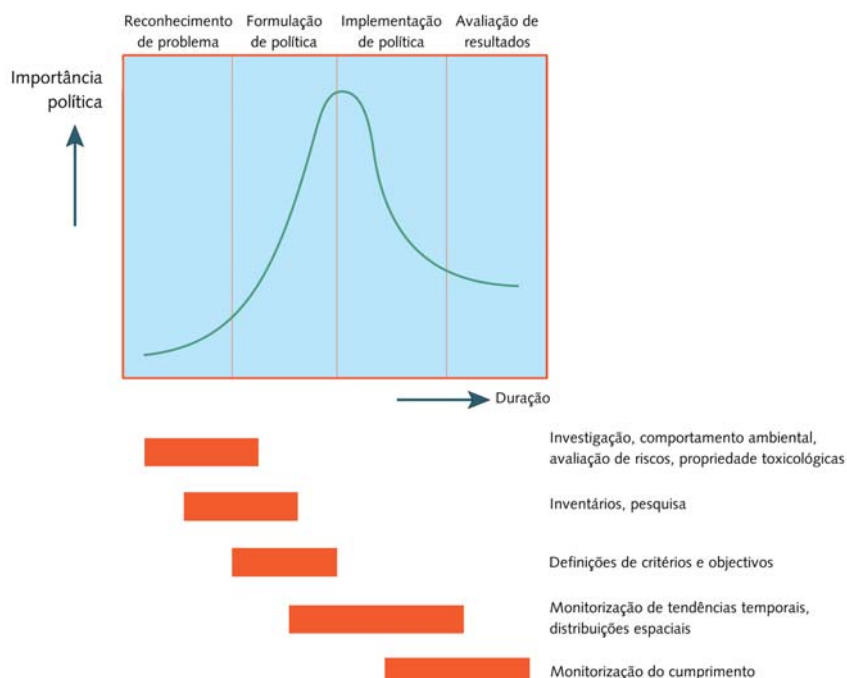 Reconhecimento
de problema
Formulação
de política
Implementação
de política
Avaliação de
resultados
Importância
política
Duração
Investigação, comportamento ambiental,
avaliação de riscos, propriedade toxicológicas
Inventários, pesquisa
Definições de critérios e objectivos
Monitorização de tendências temporais,
distribuições espaciais
Monitorização do cumprimento